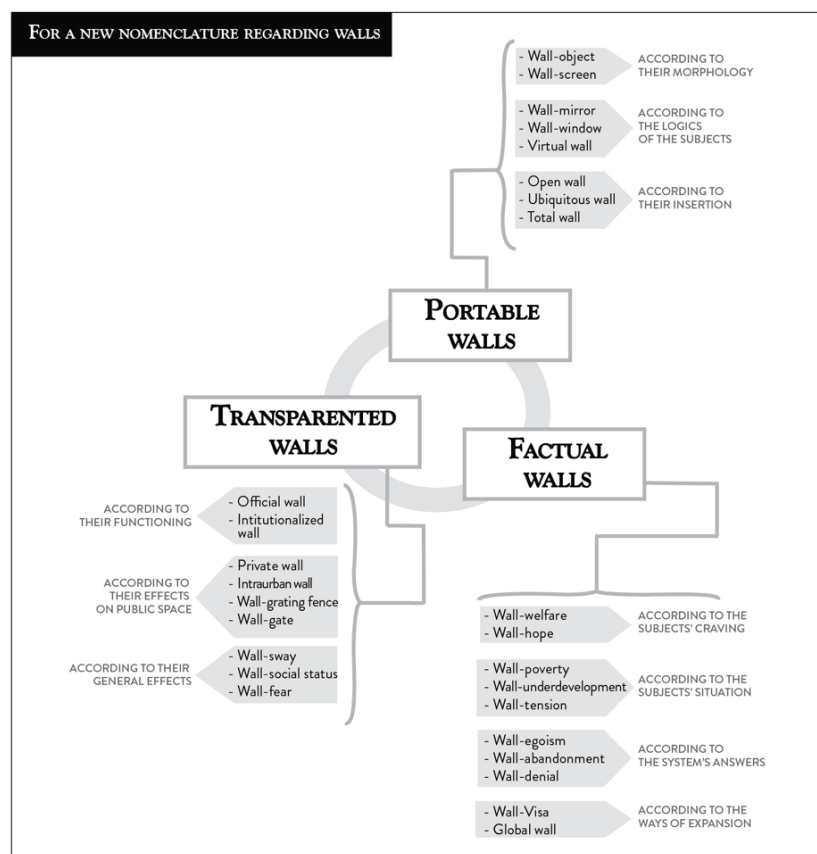 FOR A NEW NOMENCLATURE REGARDING WALLS
- Wall-object
- Wall-screen
ACCORDING TO
THEIR MORPHOLOGY
- Wall-mirror
- Wall-window
- Virtual wall
ACCORDING TO
THE LOGICS
OF THE SUBJECTS
- Open wall
- Ubiquitous wall
- Total wall
ACCORDING TO
THEIR INSERTION
PORTABLE
WALLS
TRANSPARENTED
WALLS
FACTUAL
WALLS
ACCORDING TO
THEIR FUNCTIONING
- Official wall
- Intitutionalized
wall
ACCORDING TO
THEIR EFFECTS
ON PUBLIC SPACE
- Private wall
- Intraurban wall
- Wall-grating fence
- Wall-gate
ACCORDING TO THEIR
GENERAL EFFECTS
- Wall-sway
- Wall-social status
- Wall-fear
- Wall-welfare
- Wall-hope
ACCORDING TO THE
SUBJECTS' CRAVING
- Wall-poverty
- Wall-underdevelopment
- Wall-tension
ACCORDING TO THE
SUBJECTS' SITUATION
- Wall-egoism
- Wall-abandonment
- Wall-denial
ACCORDING TO
THE SYSTEM'S ANSWERS
- Wall-Visa
- Global wall
ACCORDING TO THE
WAYS OF EXPANSION